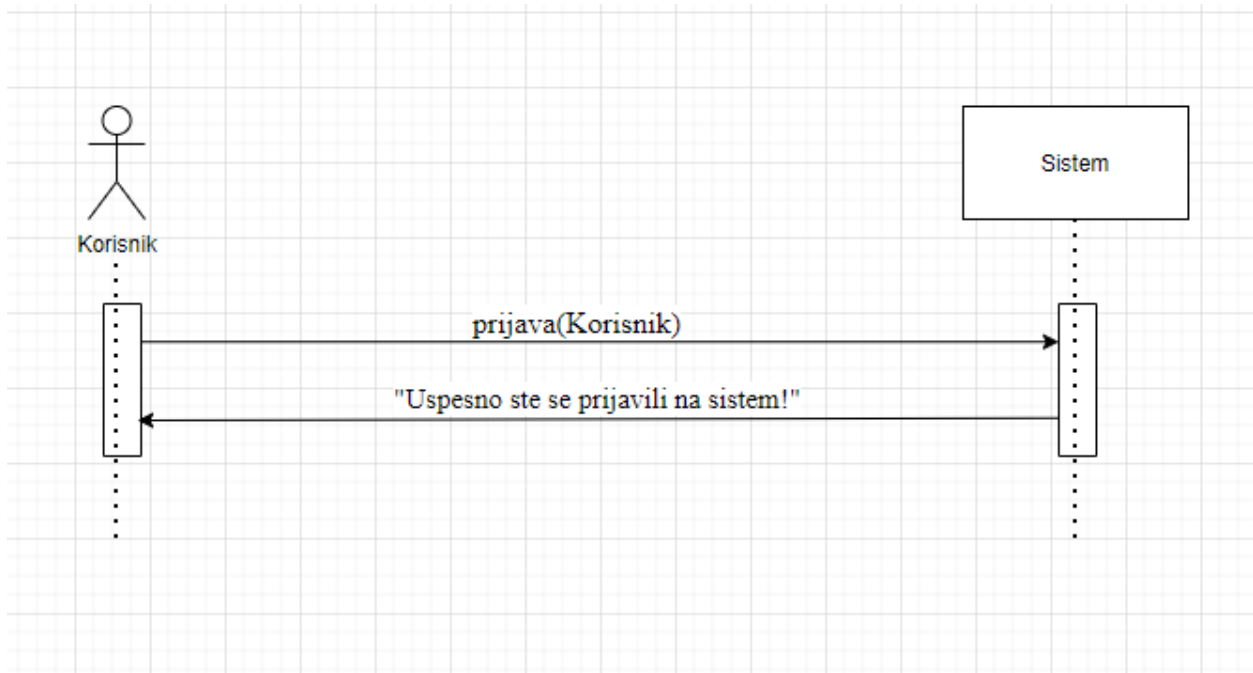 Sistem
Korisnik
prijava(Korisnik)
"Uspesno ste se prijavili na sistem!"